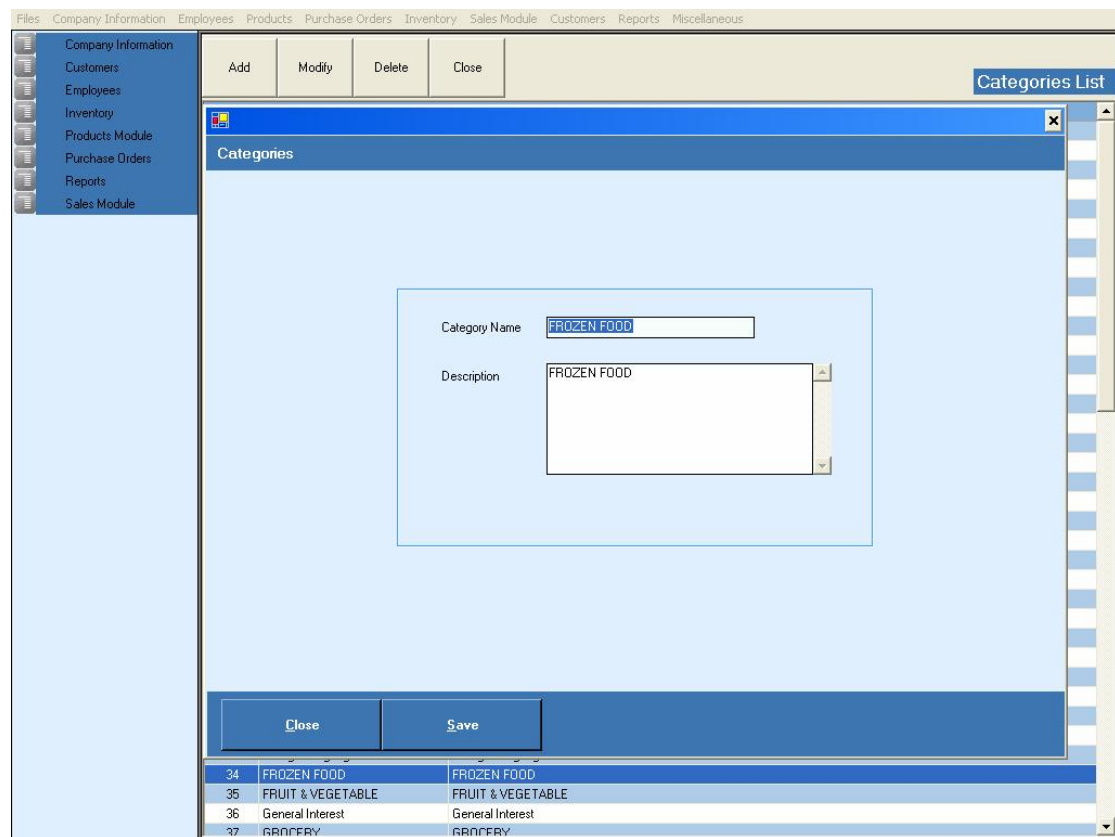 Files Company Information Employees Products Purchase Orders Inventory Sales Module Customers Reports Miscellaneous
Company Information
Customers
Employees
Inventory
Products Module
Purchase Orders
Reports
Sales Module
Add Modify Delete Close
Categories List
Categories
Category Name FROZEN FOOD
Description FROZEN FOOD
Close Save
34 FROZEN FOOD FROZEN FOOD
35 FRUIT & VEGETABLE FRUIT & VEGETABLE
36 General Interest General Interest
37 GROCERY GROCERY